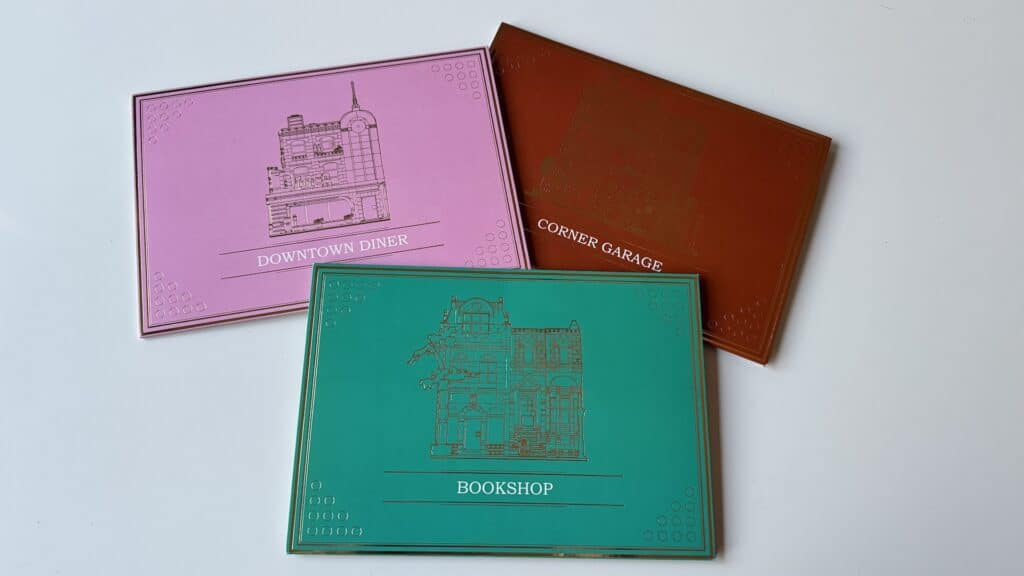 DOWNTOWN DINER
CORNER GARAGE
BOOKSHOP